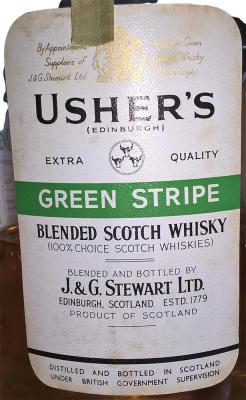 By Appointment
Suppliers of
Whisky
J.& G. Stewart Ltd.
USHER'S
(EDINBURGH)
EXTRA QUALITY
GREEN STRIPE
BLENDED SCOTCH WHISKY
(100% CHOICE SCOTCH WHISKIES)
BLENDED AND BOTTLED BY
J. & G. STEWART LTD.
EDINBURGH, SCOTLAND. ESTD. 1779
PRODUCT OF SCOTLAND
DISTILLED AND BOTTLED IN SCOTLAND
UNDER BRITISH GOVERNMENT SUPERVISION